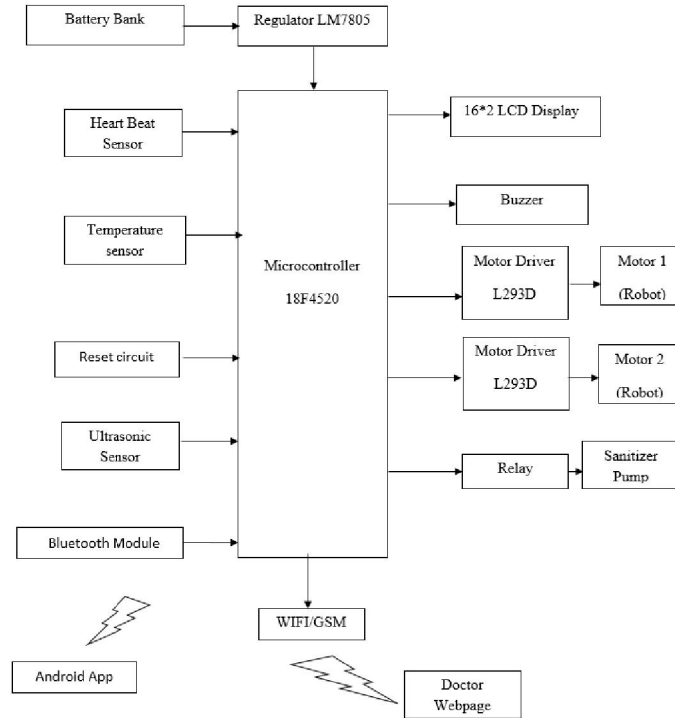 Battery Bank
Regulator LM7805
Heart Beat
Sensor
16*2 LCD Display
Temperature
sensor
Buzzer
Microcontroller
18F4520
Motor Driver
L293D
Motor 1
(Robot)
Reset circuit
Motor Driver
L293D
Motor 2
(Robot)
Ultrasonic
Sensor
Relay
Sanitizer
Pump
Bluetooth Module
WIFI/GSM
Android App
Doctor
Webpage